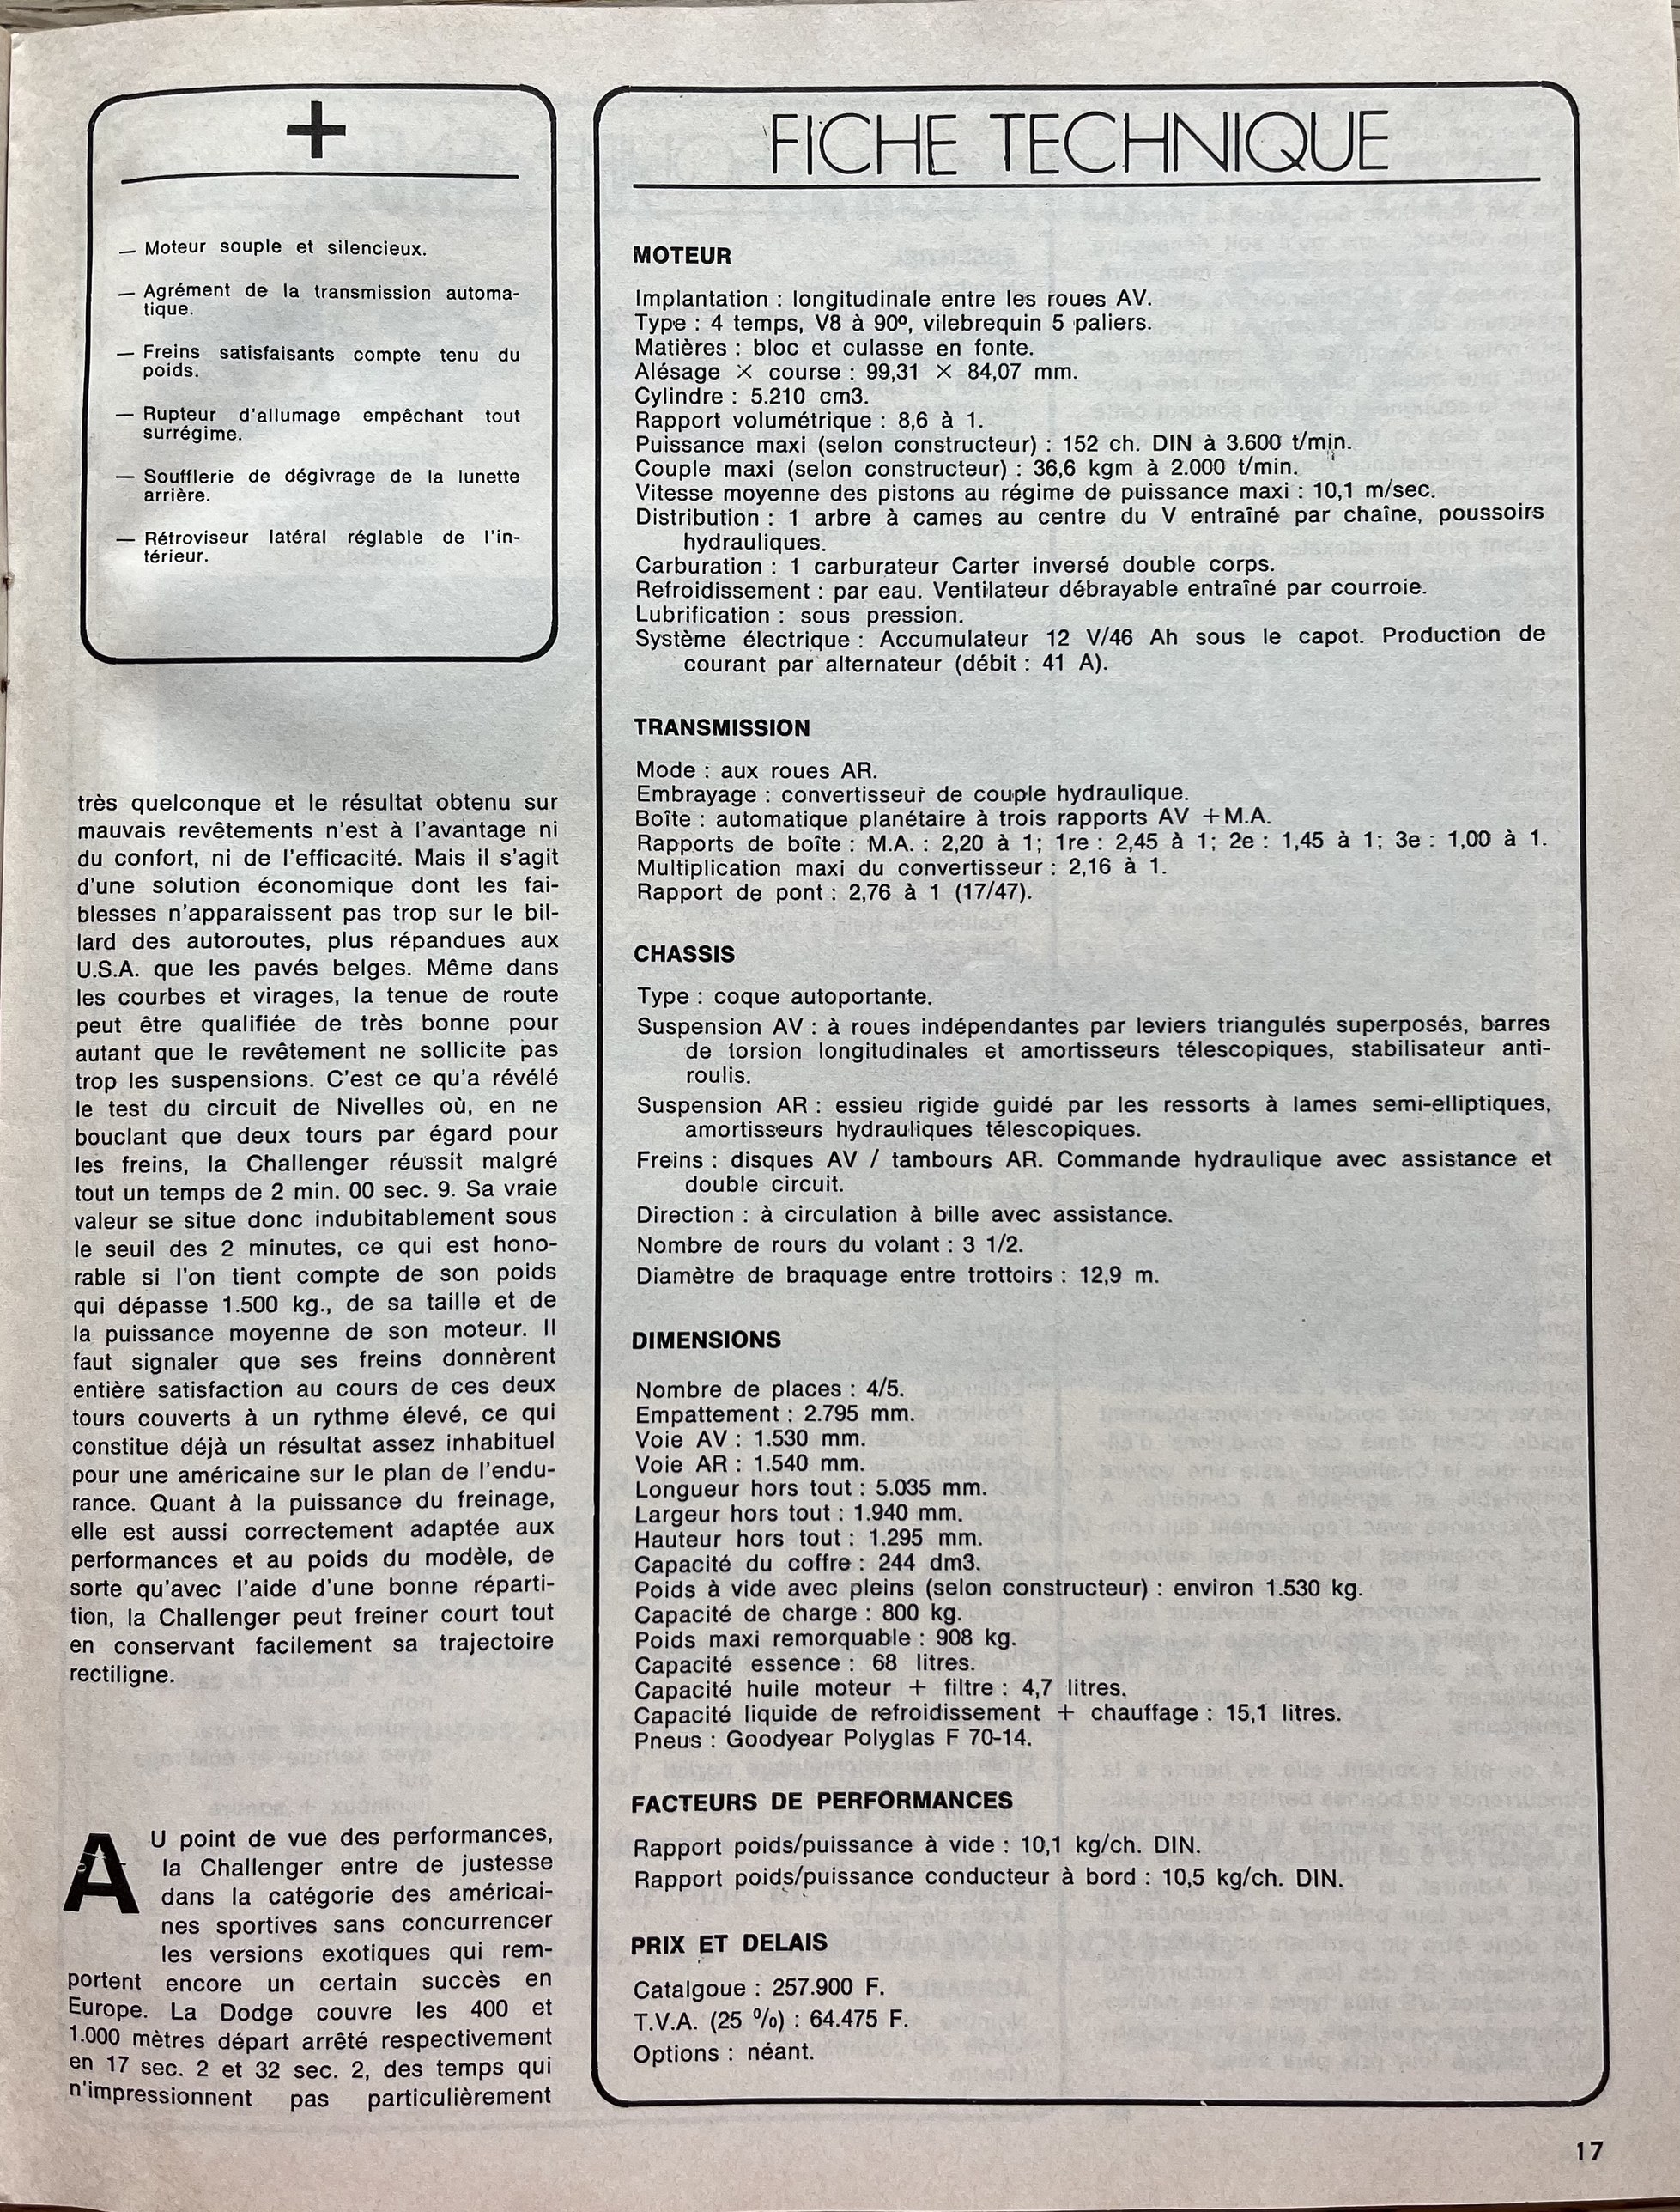 +
— Moteur souple et silencieux.
— Agrément de la transmission automa-
tique.
— Freins satisfaisants compte tenu du
poids.
— Rupteur d'allumage empêchant tout
surrégime.
— Soufflerie de dégivrage de la lunette
arrière.
— Rétroviseur latéral réglable de l'in-
térieur.
très quelconque et le résultat obtenu sur
mauvais revêtements n'est à l'avantage ni
du confort, ni de l'efficacité. Mais il s'agit
d'une solution économique dont les fai-
blesses n'apparaissent pas trop sur le bil-
lard des autoroutes, plus répandues aux
U.S.A. que les pavés belges. Même dans
les courbes et virages, la tenue de route
peut être qualifiée de très bonne pour
autant que le revêtement ne sollicite pas
trop les suspensions. C'est ce qu'a révélé
le test du circuit de Nivelles où, en ne
bouclant que deux tours par égard pour
les freins, la Challenger réussit malgré
tout un temps de 2 min. 00 sec. 9. Sa vraie
valeur se situe donc indubitablement sous
le seuil des 2 minutes, ce qui est hono-
rable si l'on tient compte de son poids
qui dépasse 1.500 kg., de sa taille et de
la puissance moyenne de son moteur. Il
faut signaler que ses freins donnèrent
entière satisfaction au cours de ces deux
tours couverts à un rythme élevé, ce qui
constitue déjà un résultat assez inhabituel
pour une américaine sur le plan de l'endu-
rance. Quant à la puissance du freinage,
elle est aussi correctement adaptée aux
performances et au poids du modèle, de
sorte qu'avec l'aide d'une bonne réparti-
tion, la Challenger peut freiner court tout
en conservant facilement sa trajectoire
rectiligne.
AU point de vue des performances,
la Challenger entre de justesse
dans la catégorie des américai-
nes sportives sans concurrencer
les versions exotiques qui rem-
portent encore un certain succès en
Europe. La Dodge couvre les 400 et
1.000 mètres départ arrêté respectivement
en 17 sec. 2 et 32 sec. 2, des temps qui
n'impressionnent pas particulièrement
FICHE TECHNIQUE
MOTEUR
Implantation : longitudinale entre les roues AV.
Type : 4 temps, V8 à 90º, vilebrequin 5 paliers.
Matières : bloc et culasse en fonte.
Alésage × course : 99,31 × 84,07 mm.
Cylindre : 5.210 cm3.
Rapport volumétrique : 8,6 à 1.
Puissance maxi (selon constructeur) : 152 ch. DIN à 3.600 t/min.
Couple maxi (selon constructeur) : 36,6 kgm à 2.000 t/min.
Vitesse moyenne des pistons au régime de puissance maxi : 10,1 m/sec.
Distribution : 1 arbre à cames au centre du V entraîné par chaîne, poussoirs
hydrauliques.
Carburation : 1 carburateur Carter inversé double corps.
Refroidissement : par eau. Ventilateur débrayable entraîné par courroie.
Lubrification : sous pression.
Système électrique : Accumulateur 12 V/46 Ah sous le capot. Production de
courant par alternateur (débit : 41 A).
TRANSMISSION
Mode : aux roues AR.
Embrayage : convertisseur de couple hydraulique.
Boîte : automatique planétaire à trois rapports AV + M.A.
Rapports de boîte : M.A. : 2,20 à 1; 1re : 2,45 à 1; 2e : 1,45 à 1; 3e : 1,00 à 1.
Multiplication maxi du convertisseur : 2,16 à 1.
Rapport de pont : 2,76 à 1 (17/47).
CHASSIS
Type : coque autoportante.
Suspension AV : à roues indépendantes par leviers triangulés superposés, barres
de torsion longitudinales et amortisseurs télescopiques, stabilisateur anti-
roulis.
Suspension AR : essieu rigide guidé par les ressorts à lames semi-elliptiques,
amortisseurs hydrauliques télescopiques.
Freins : disques AV / tambours AR. Commande hydraulique avec assistance et
double circuit.
Direction : à circulation à bille avec assistance.
Nombre de rours du volant : 3 1/2.
Diamètre de braquage entre trottoirs : 12,9 m.
DIMENSIONS
Nombre de places : 4/5.
Empattement : 2.795 mm.
Voie AV : 1.530 mm.
Voie AR : 1.540 mm.
Longueur hors tout : 5.035 mm.
Largeur hors tout : 1.940 mm.
Hauteur hors tout : 1.295 mm.
Capacité du coffre : 244 dm3.
Poids à vide avec pleins (selon constructeur) : environ 1.530 kg.
Capacité de charge : 800 kg.
Poids maxi remorquable : 908 kg.
Capacité essence : 68 litres.
Capacité huile moteur + filtre : 4,7 litres.
Capacité liquide de refroidissement + chauffage : 15,1 litres.
Pneus : Goodyear Polyglas F 70-14.
FACTEURS DE PERFORMANCES
Rapport poids/puissance à vide : 10,1 kg/ch. DIN.
Rapport poids/puissance conducteur à bord : 10,5 kg/ch. DIN.
PRIX ET DELAIS
Catalgoue : 257.900 F.
T.V.A. (25 %) : 64.475 F.
Options : néant.
17